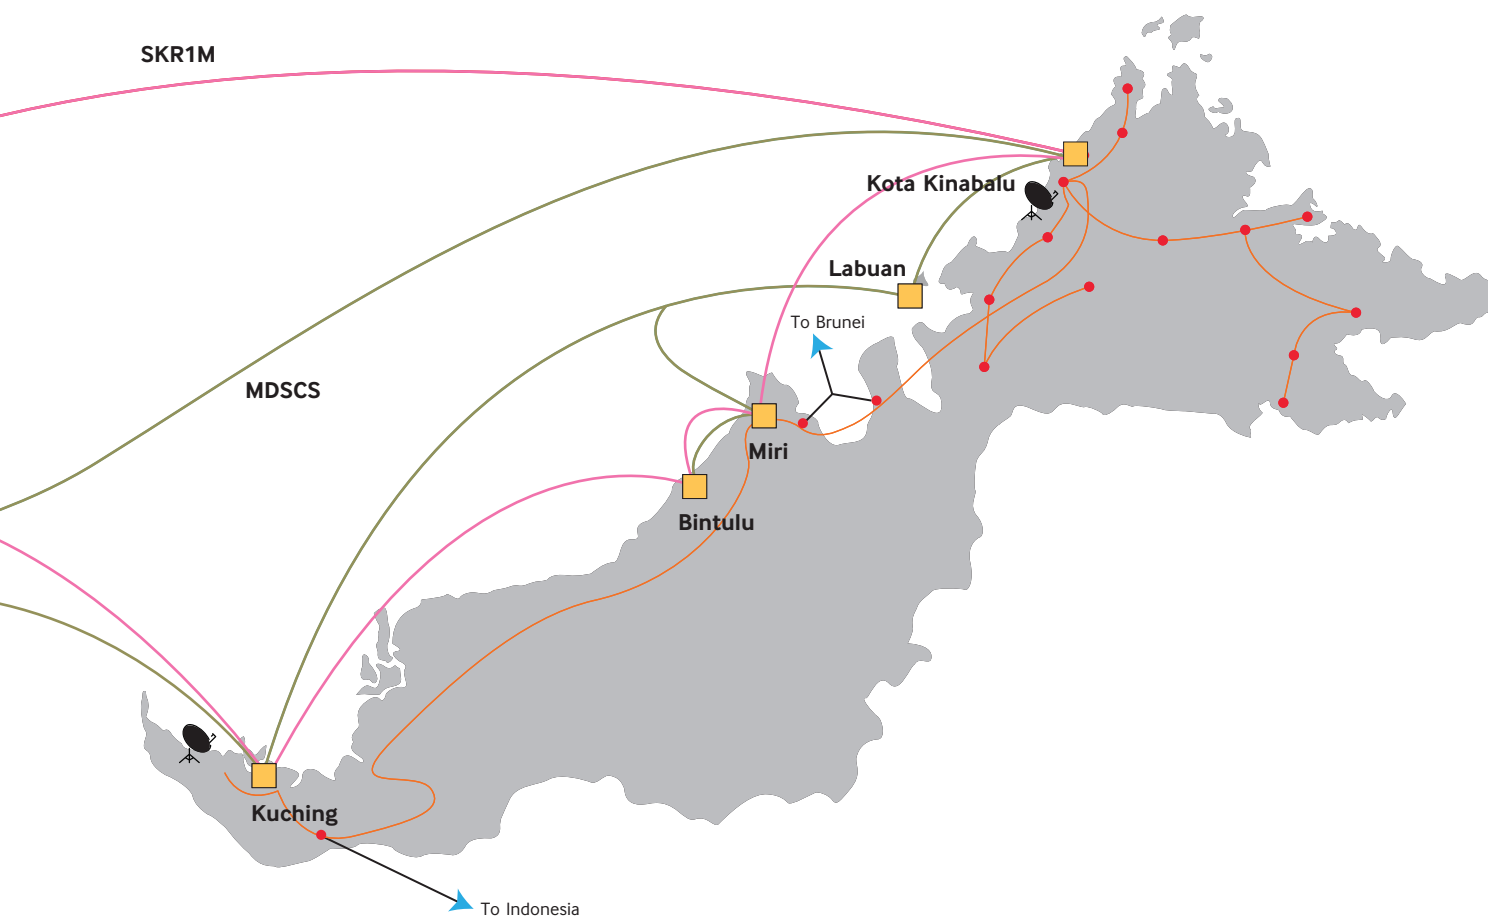 SKR1M
Kota Kinabalu
Labuan
To Brunei
MDSCS
Miri
Bintulu
Kuching
To Indonesia